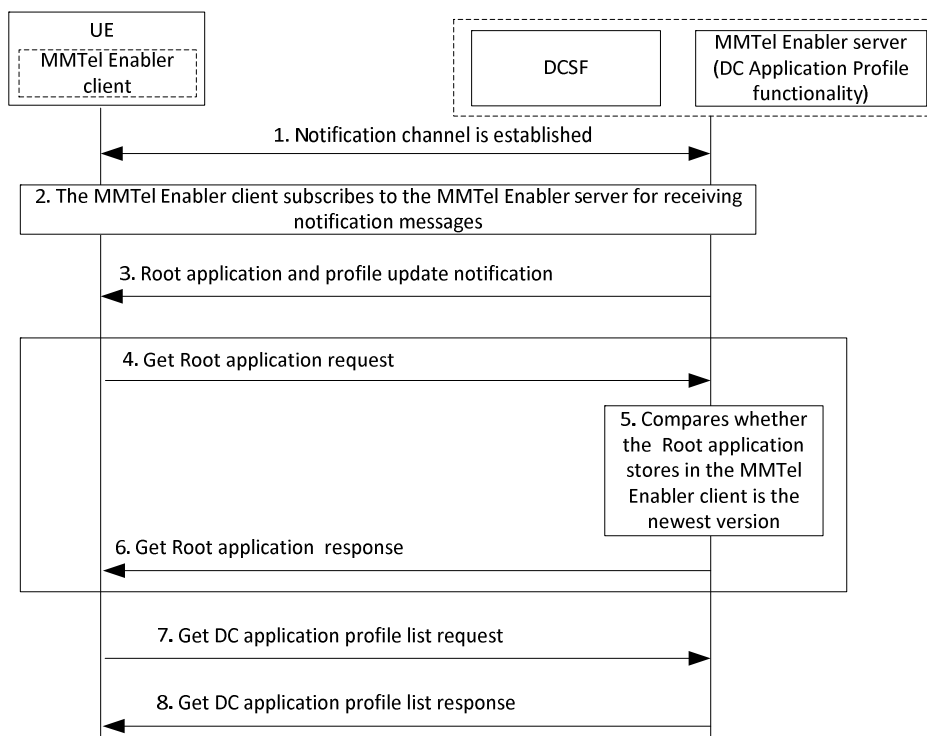 UE
MMTel Enabler
client
DCSF
MMTel Enabler server
(DC Application Profile
functionality)
1. Notification channel is established
2. The MMTel Enabler client subscribes to the MMTel Enabler server for receiving
notification messages
3. Root application and profile update notification
4. Get Root application request
5. Compares whether
the Root application
stores in the MMTel
Enabler client is the
newest version
6. Get Root application response
7. Get DC application profile list request
8. Get DC application profile list response